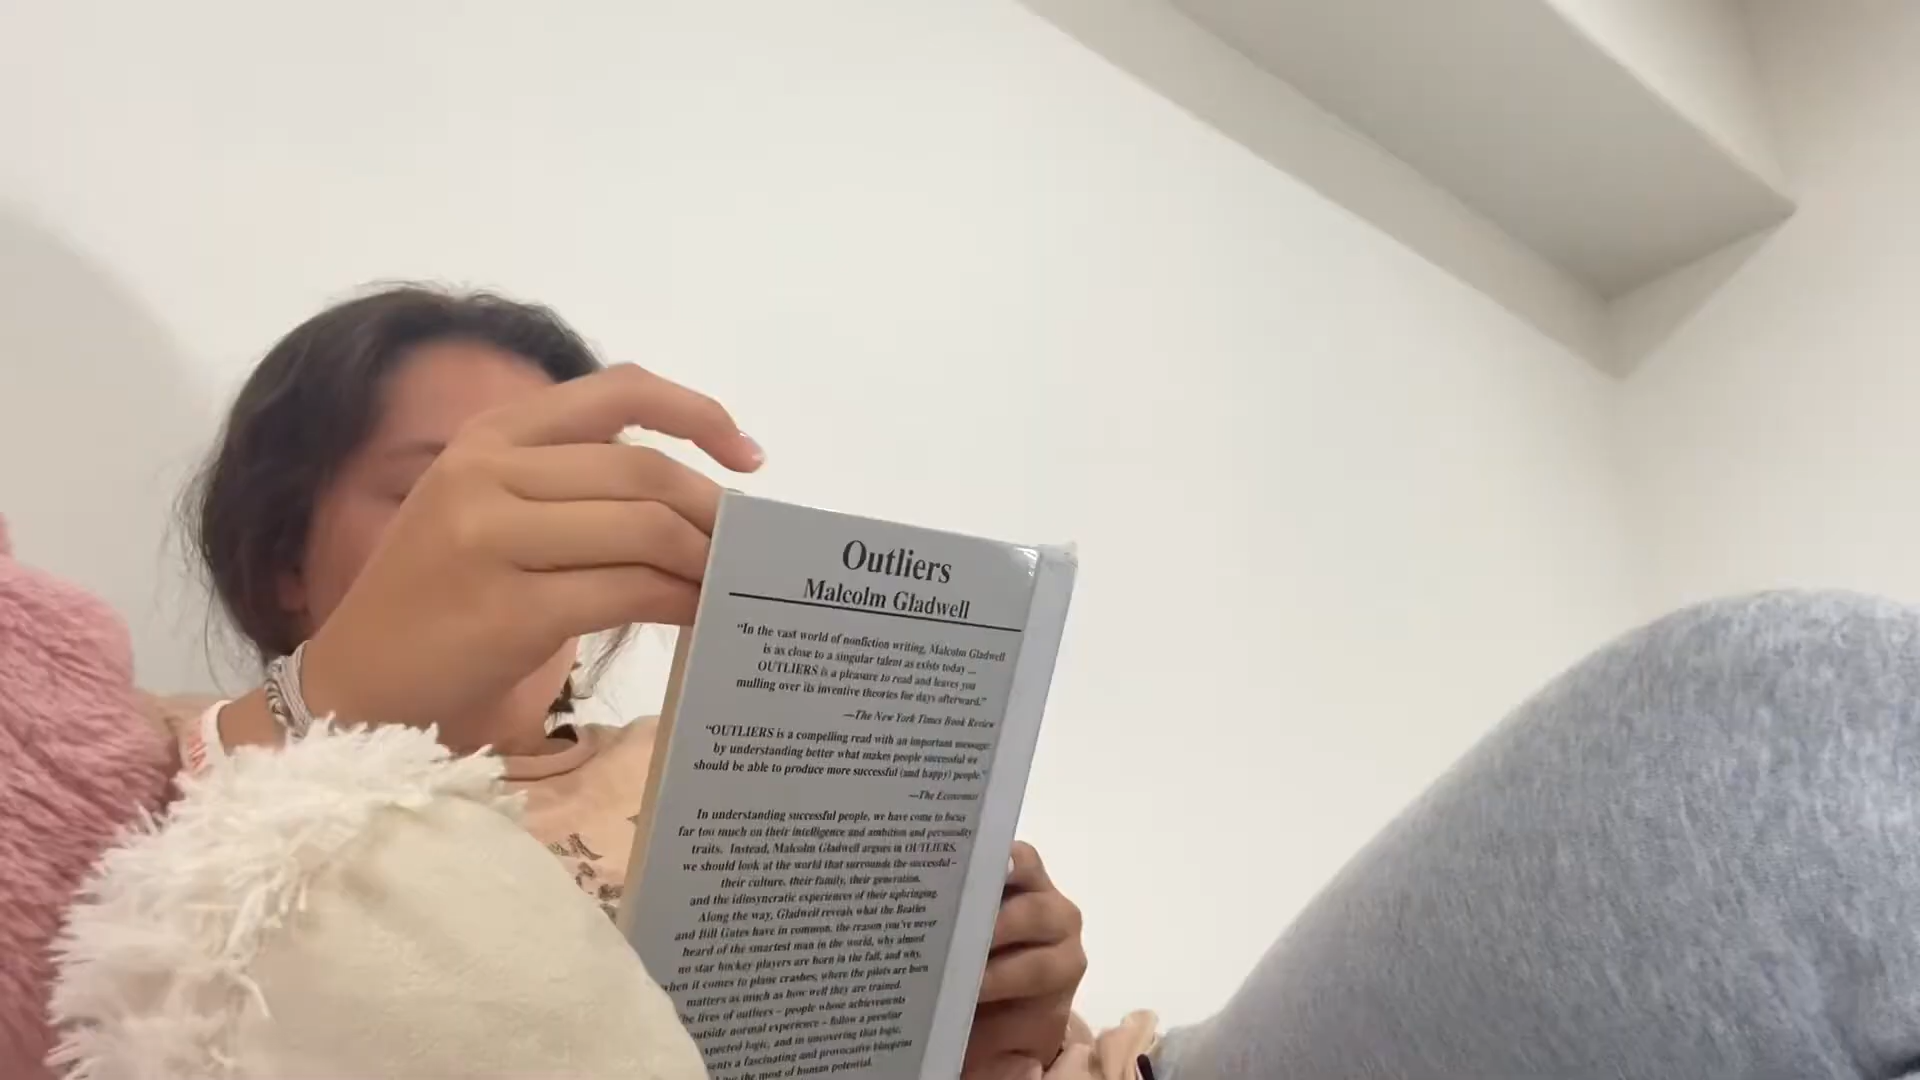 Outliers
Malcolm Gladwell
"In the vast world of nonfiction writing, Malcolm Gladwell
is as close to a singular talent as exists today ...
OUTLIERS is a pleasure to read and leaves you
mulling over its inventive theories for days afterward."
—The New York Times Book Review
"OUTLIERS is a compelling read with an important message:
by understanding better what makes people successful we
should be able to produce more successful (and happy) people."
—The Economist
In understanding successful people, we have come to focus
far too much on their intelligence and ambition and personality
traits. Instead, Malcolm Gladwell argues in OUTLIERS,
we should look at the world that surrounds the successful –
their culture, their family, their generation,
and the idiosyncratic experiences of their upbringing.
Along the way, Gladwell reveals what the Beatles
and Bill Gates have in common, the reason you've never
heard of the smartest man in the world, why almost
no star hockey players are born in the fall, and why,
when it comes to plane crashes, where the pilots are born
matters as much as how well they are trained.
The lives of outliers – people whose achievements
outside normal experience – follow a peculiar
logic, and in uncovering that logic,
a fascinating and provocative blueprint
the most of human potential.